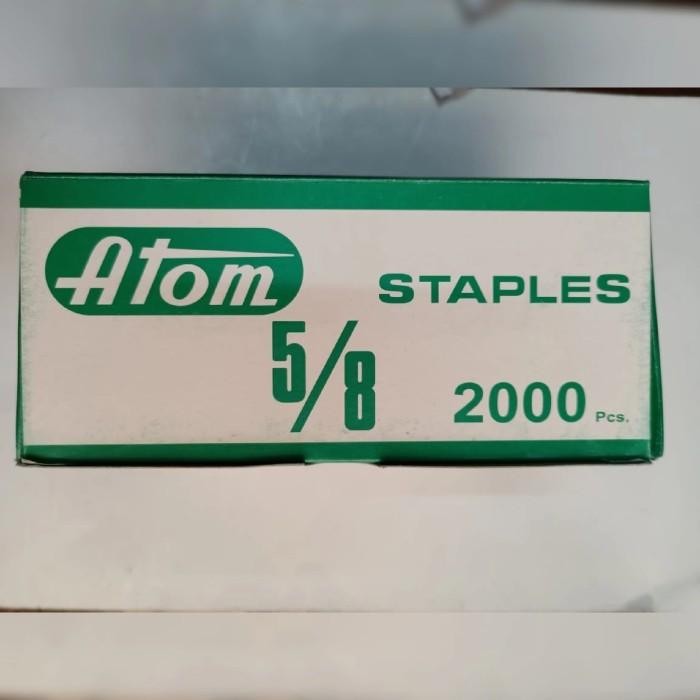 Atom
STAPLES
5/8
2000 Pcs.